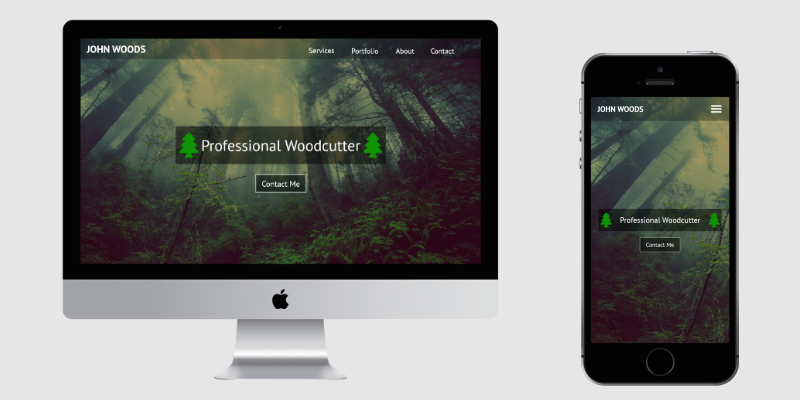 JOHN WOODS
Services Portfolio About Contact
Professional Woodcutter
Contact Me
JOHN WOODS
Professional Woodcutter
Contact Me